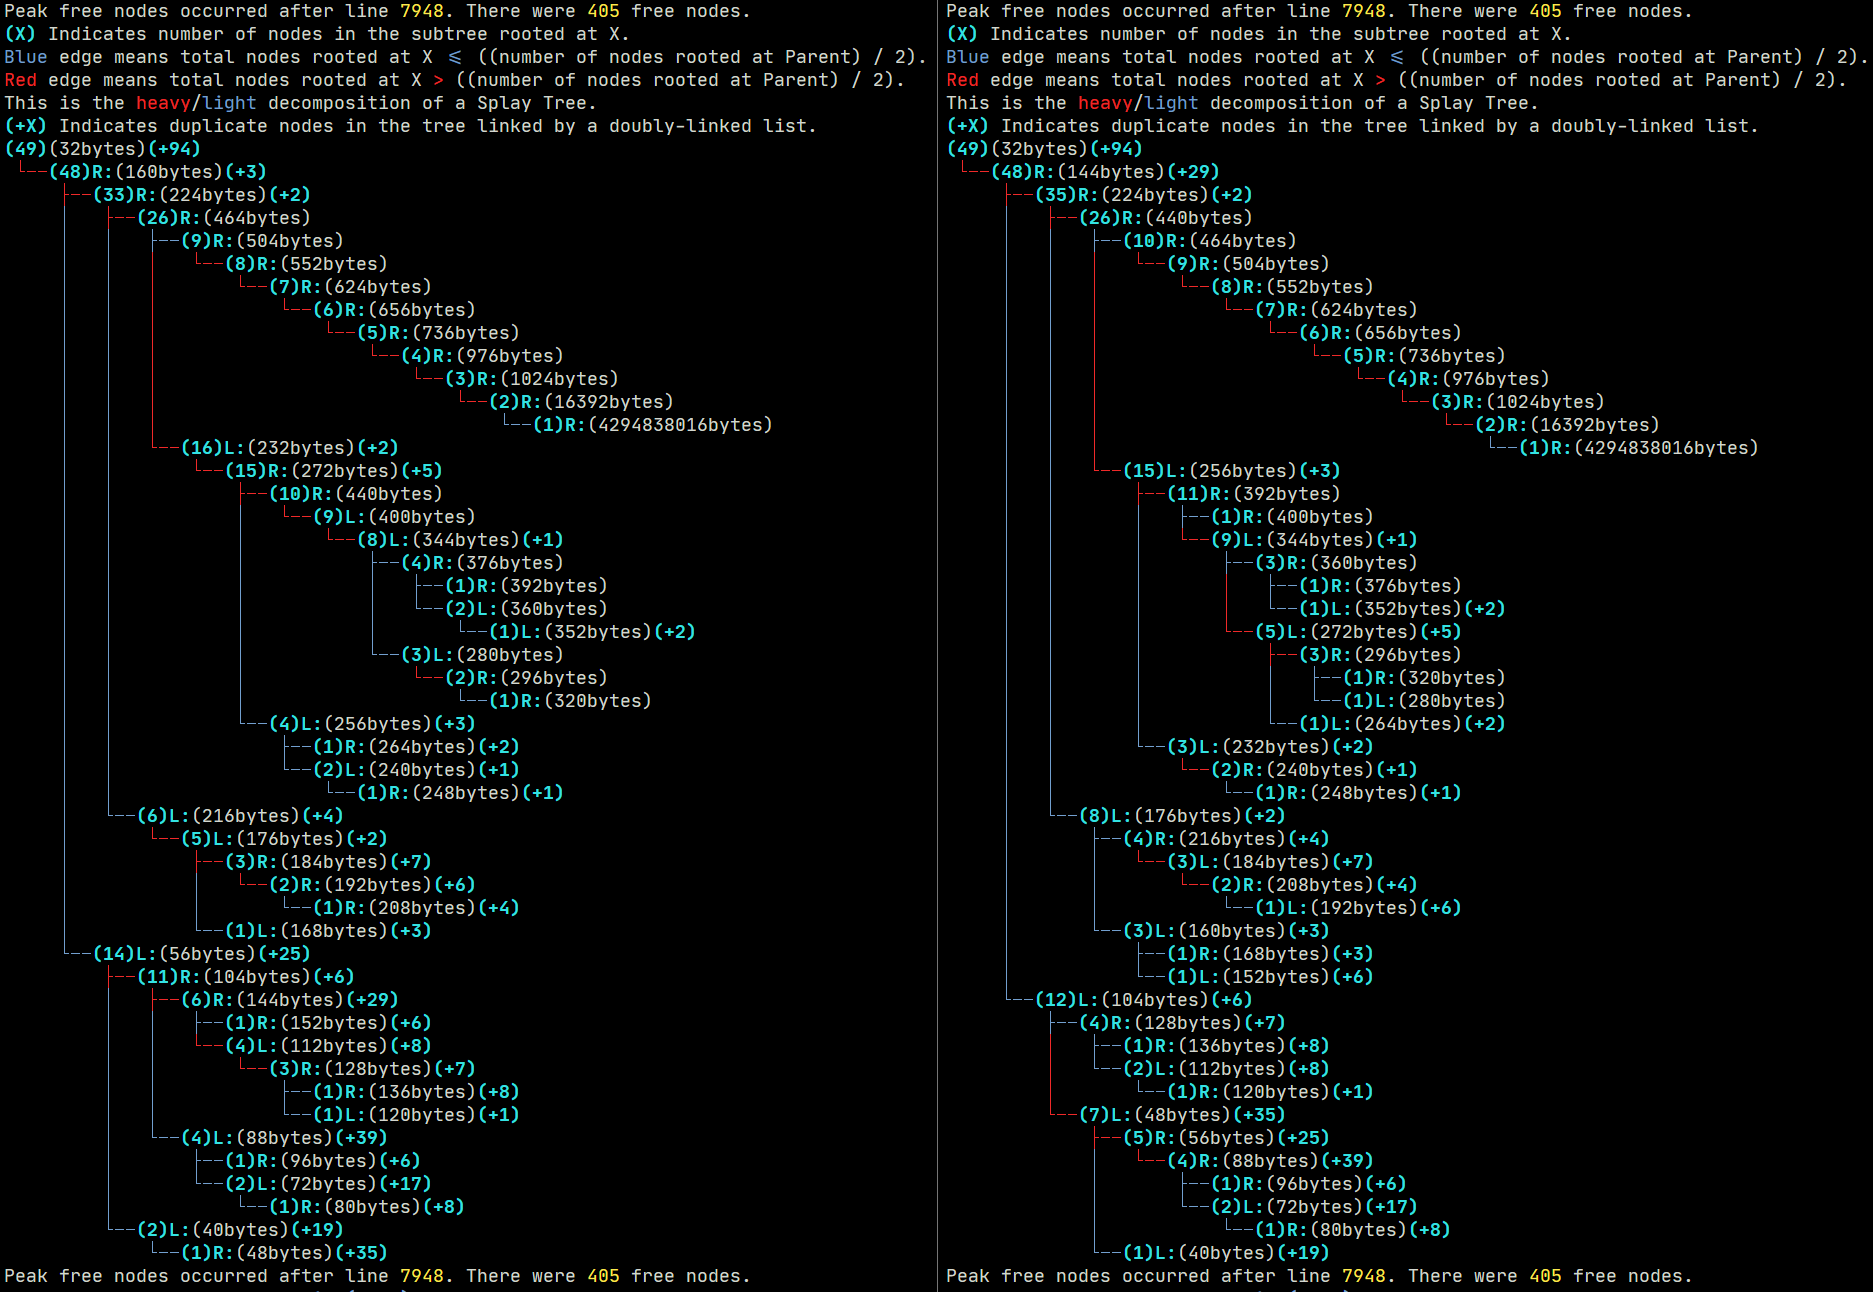 Peak free nodes occurred after line 7948. There were 405 free nodes.
(X) Indicates number of nodes in the subtree rooted at X.
Blue edge means total nodes rooted at X ⩽ ((number of nodes rooted at Parent) / 2).
Red edge means total nodes rooted at X > ((number of nodes rooted at Parent) / 2).
This is the heavy/light decomposition of a Splay Tree.
(+X) Indicates duplicate nodes in the tree linked by a doubly-linked list.
(49)(32bytes)(+94)
(48)R:(160bytes)(+3)
(33)R:(224bytes)(+2)
(26)R:(464bytes)
(9)R:(504bytes)
(8)R:(552bytes)
(7)R:(624bytes)
(6)R:(656bytes)
(5)R:(736bytes)
(4)R:(976bytes)
(3)R:(1024bytes)
(2)R:(16392bytes)
(1)R:(4294838016bytes)
(16)L:(232bytes)(+2)
(15)R:(272bytes)(+5)
(10)R:(440bytes)
(9)L:(400bytes)
(8)L:(344bytes)(+1)
(4)R:(376bytes)
(1)R:(392bytes)
(2)L:(360bytes)
(1)L:(352bytes)(+2)
(3)L:(280bytes)
(2)R:(296bytes)
(1)R:(320bytes)
(4)L:(256bytes)(+3)
(1)R:(264bytes)(+2)
(2)L:(240bytes)(+1)
(1)R:(248bytes)(+1)
(6)L:(216bytes)(+4)
(5)L:(176bytes)(+2)
(3)R:(184bytes)(+7)
(2)R:(192bytes)(+6)
(1)R:(208bytes)(+4)
(1)L:(168bytes)(+3)
(14)L:(56bytes)(+25)
(11)R:(104bytes)(+6)
(6)R:(144bytes)(+29)
(1)R:(152bytes)(+6)
(4)L:(112bytes)(+8)
(3)R:(128bytes)(+7)
(1)R:(136bytes)(+8)
(1)L:(120bytes)(+1)
(4)L:(88bytes)(+39)
(1)R:(96bytes)(+6)
(2)L:(72bytes)(+17)
(1)R:(80bytes)(+8)
(2)L:(40bytes)(+19)
(1)R:(48bytes)(+35)
Peak free nodes occurred after line 7948. There were 405 free nodes.
Peak free nodes occurred after line 7948. There were 405 free nodes.
(X) Indicates number of nodes in the subtree rooted at X.
Blue edge means total nodes rooted at X ⩽ ((number of nodes rooted at Parent) / 2).
Red edge means total nodes rooted at X > ((number of nodes rooted at Parent) / 2).
This is the heavy/light decomposition of a Splay Tree.
(+X) Indicates duplicate nodes in the tree linked by a doubly-linked list.
(49)(32bytes)(+94)
(48)R:(144bytes)(+29)
(35)R:(224bytes)(+2)
(26)R:(440bytes)
(10)R:(464bytes)
(9)R:(504bytes)
(8)R:(552bytes)
(7)R:(624bytes)
(6)R:(656bytes)
(5)R:(736bytes)
(4)R:(976bytes)
(3)R:(1024bytes)
(2)R:(16392bytes)
(1)R:(4294838016bytes)
(15)L:(256bytes)(+3)
(11)R:(392bytes)
(1)R:(400bytes)
(9)L:(344bytes)(+1)
(3)R:(360bytes)
(1)R:(376bytes)
(1)L:(352bytes)(+2)
(5)L:(272bytes)(+5)
(3)R:(296bytes)
(1)R:(320bytes)
(1)L:(280bytes)
(1)L:(264bytes)(+2)
(3)L:(232bytes)(+2)
(2)R:(240bytes)(+1)
(1)R:(248bytes)(+1)
(8)L:(176bytes)(+2)
(4)R:(216bytes)(+4)
(3)L:(184bytes)(+7)
(2)R:(208bytes)(+4)
(1)L:(192bytes)(+6)
(3)L:(160bytes)(+3)
(1)R:(168bytes)(+3)
(1)L:(152bytes)(+6)
(12)L:(104bytes)(+6)
(4)R:(128bytes)(+7)
(1)R:(136bytes)(+8)
(2)L:(112bytes)(+8)
(1)R:(120bytes)(+1)
(7)L:(48bytes)(+35)
(5)R:(56bytes)(+25)
(4)R:(88bytes)(+39)
(1)R:(96bytes)(+6)
(2)L:(72bytes)(+17)
(1)R:(80bytes)(+8)
(1)L:(40bytes)(+19)
Peak free nodes occurred after line 7948. There were 405 free nodes.